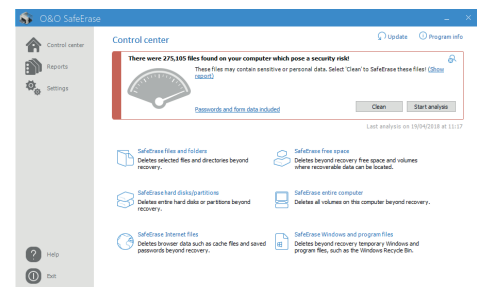 O&O SafeErase
Control center
Update
Program info
Control center
Reports
Settings
There were 275,105 files found on your computer which pose a security risk!
These files may contain sensitive or personal data. Select 'Clean' to SafeErase these files! (Show
report)
Passwords and form data included
Clean
Start analysis
Last analysis on 19/04/2018 at 11:17
SafeErase files and folders
Deletes selected files and directories beyond
recovery.
SafeErase free space
Deletes beyond recovery free space and volumes
where recoverable data can be located.
SafeErase hard disks/partitions
Deletes entire hard disks or partitions beyond
recovery.
SafeErase entire computer
Deletes all volumes on this computer beyond recovery.
SafeErase Internet files
Deletes browser data such as cache files and saved
passwords beyond recovery.
SafeErase Windows and program files
Deletes beyond recovery temporary Windows and
program files, such as the Windows Recycle Bin.
Help
Exit